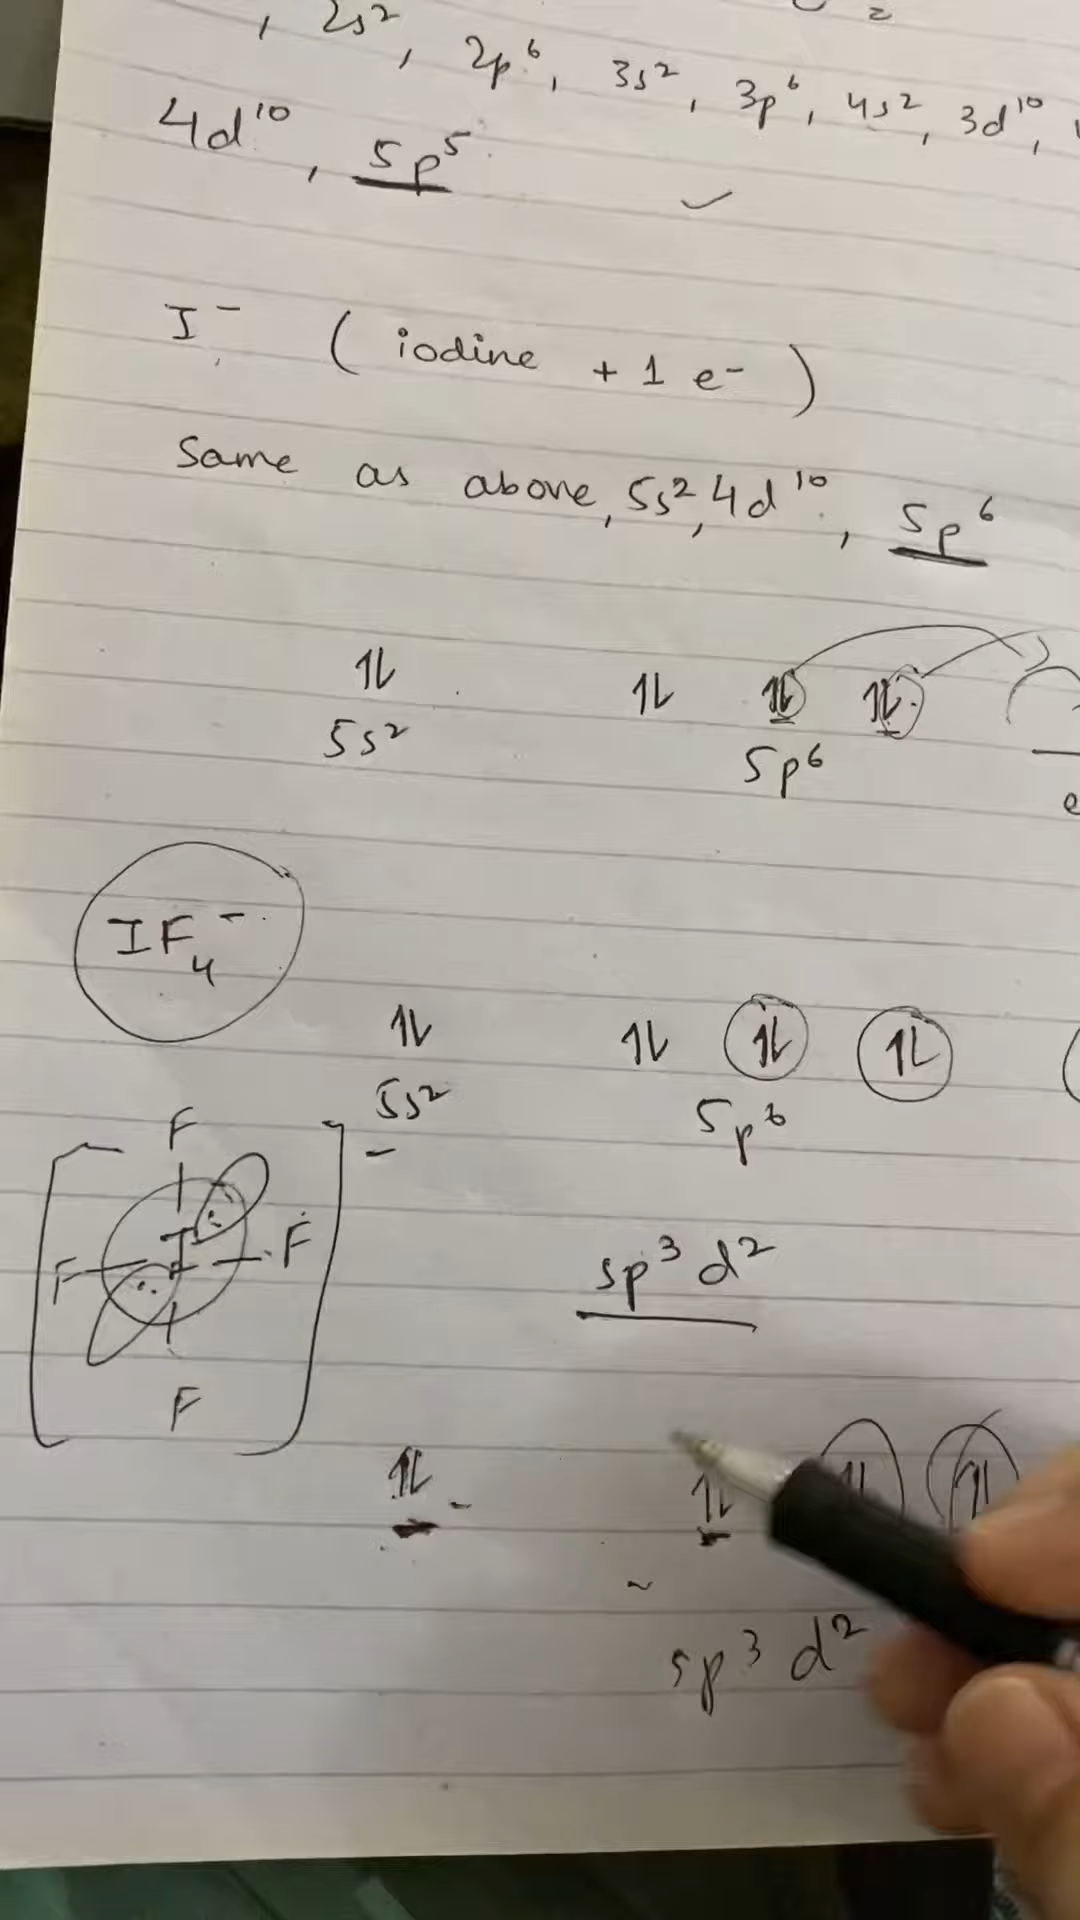 , 2s², 2p⁶, 3s², 3p⁶, 4s², 3d¹⁰,
4d¹⁰, 5p⁵
I⁻ ( iodine + 1 e⁻ )
Same as above, 5s², 4d¹⁰, 5p⁶
⥮ ⥮ ⥮ ⥮
5s² 5p⁶
IF₄⁻
⥮ ⥮ ⥮ ⥮
5s² 5p⁶
F
F I F
F
−
sp³d²
⥮ ⥮ ⥮ ⥮
sp³d²